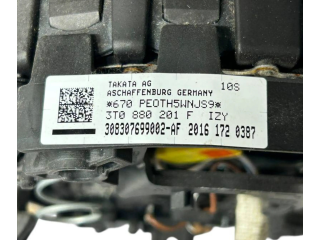 TAKATA AG 10S
ASCHAFFENBURG GERMANY
*670 PEOTH5WNJS9*
3T0 880 201 F IZY
308307699002-AF 2016 172 0387